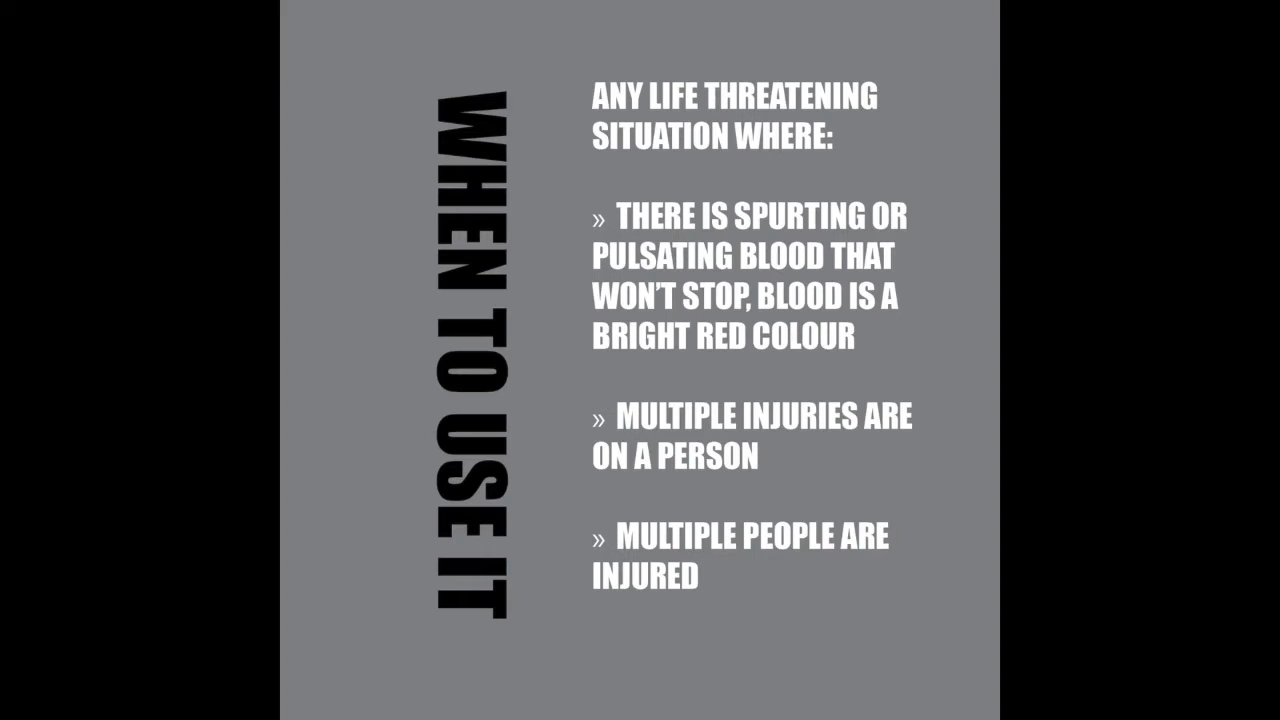 WHEN TO USE IT
ANY LIFE THREATENING
SITUATION WHERE:
» THERE IS SPURTING OR
PULSATING BLOOD THAT
WON'T STOP, BLOOD IS A
BRIGHT RED COLOUR
» MULTIPLE INJURIES ARE
ON A PERSON
» MULTIPLE PEOPLE ARE
INJURED